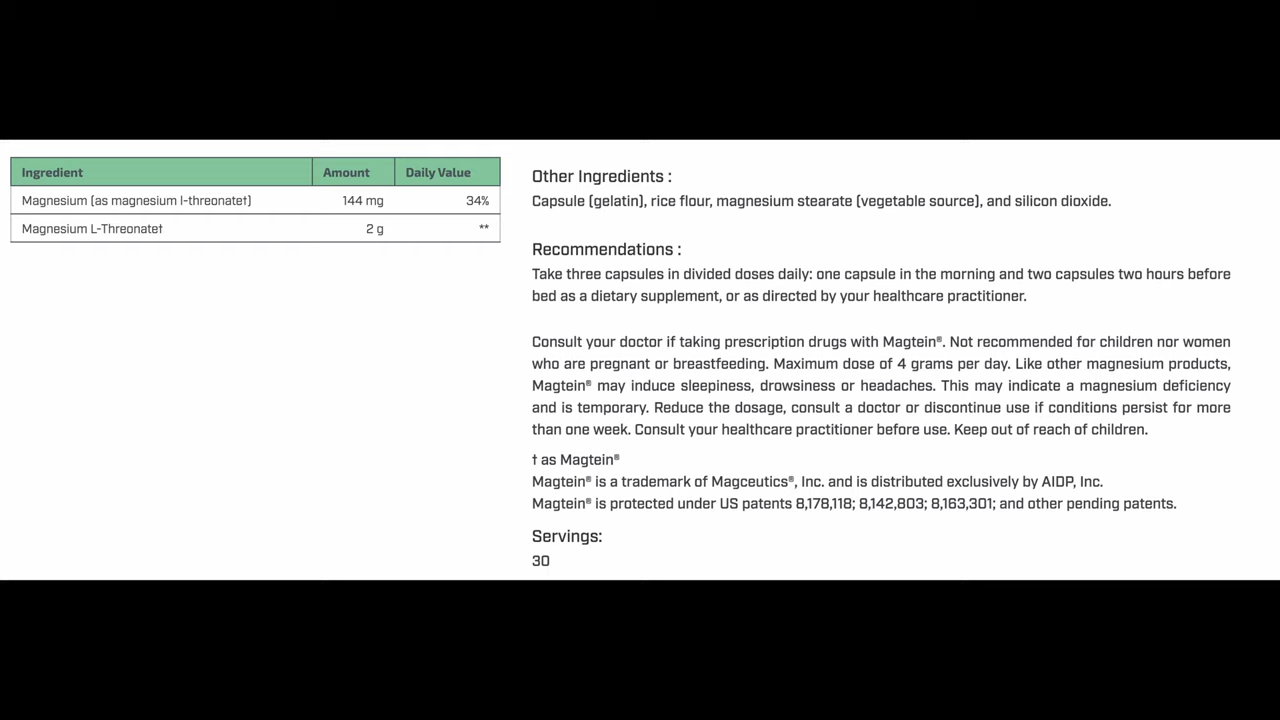 Ingredient Amount Daily Value
Magnesium (as magnesium l-threonate†) 144 mg 34%
Magnesium L-Threonate† 2 g **
Other Ingredients :
Capsule (gelatin), rice flour, magnesium stearate (vegetable source), and silicon dioxide.
Recommendations :
Take three capsules in divided doses daily: one capsule in the morning and two capsules two hours before
bed as a dietary supplement, or as directed by your healthcare practitioner.
Consult your doctor if taking prescription drugs with Magtein®. Not recommended for children nor women
who are pregnant or breastfeeding. Maximum dose of 4 grams per day. Like other magnesium products,
Magtein® may induce sleepiness, drowsiness or headaches. This may indicate a magnesium deficiency
and is temporary. Reduce the dosage, consult a doctor or discontinue use if conditions persist for more
than one week. Consult your healthcare practitioner before use. Keep out of reach of children.
† as Magtein®
Magtein® is a trademark of Magceutics®, Inc. and is distributed exclusively by AIDP, Inc.
Magtein® is protected under US patents 8,178,118; 8,142,803; 8,163,301; and other pending patents.
Servings:
30